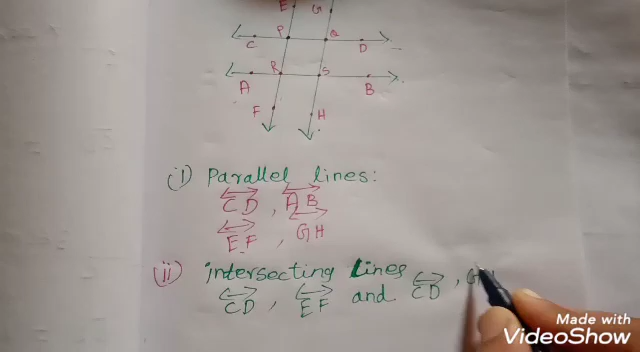 E G
P Q
C D
R S
A B
F H
(i) Parallel lines:
CD, AB
EF, GH
(ii) intersecting lines
CD, EF and CD,
Made with
VideoShow